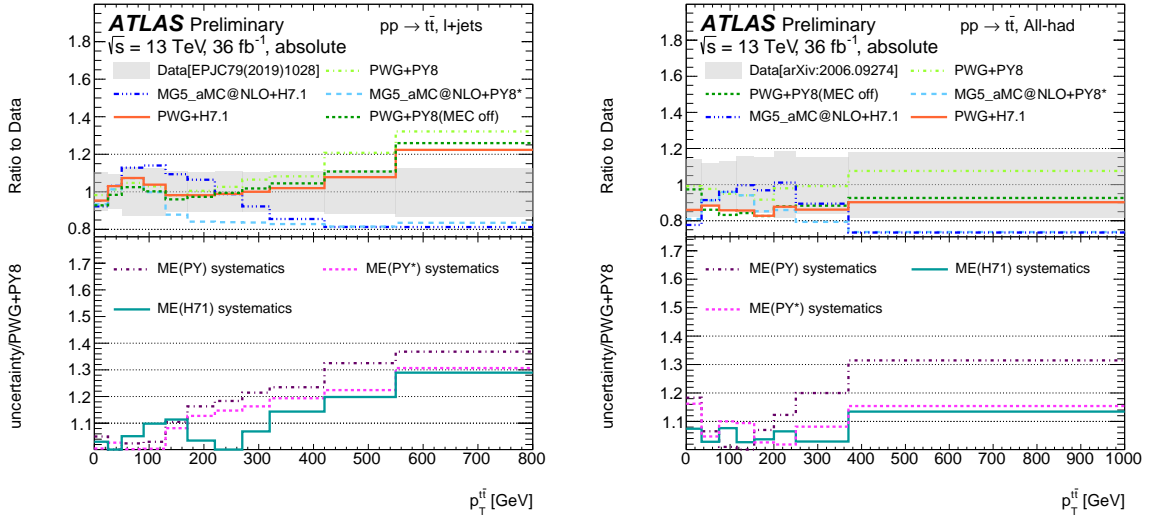 ATLAS Preliminary pp → tt̄, l+jets
√s = 13 TeV, 36 fb⁻¹, absolute
Data[EPJC79(2019)1028] PWG+PY8
MG5_aMC@NLO+H7.1 MG5_aMC@NLO+PY8*
PWG+H7.1 PWG+PY8(MEC off)
Ratio to Data
1.8
1.6
1.4
1.2
1
0.8
ME(PY) systematics ME(PY*) systematics
ME(H71) systematics
uncertainty/PWG+PY8
1.7
1.6
1.5
1.4
1.3
1.2
1.1
0 100 200 300 400 500 600 700 800
p_T^{tt̄} [GeV]
ATLAS Preliminary pp → tt̄, All-had
√s = 13 TeV, 36 fb⁻¹, absolute
Data[arXiv:2006.09274] PWG+PY8
PWG+PY8(MEC off) MG5_aMC@NLO+PY8*
MG5_aMC@NLO+H7.1 PWG+H7.1
Ratio to Data
1.8
1.6
1.4
1.2
1
0.8
ME(PY) systematics ME(H71) systematics
ME(PY*) systematics
uncertainty/PWG+PY8
1.7
1.6
1.5
1.4
1.3
1.2
1.1
0 100 200 300 400 500 600 700 800 900 1000
p_T^{tt̄} [GeV]